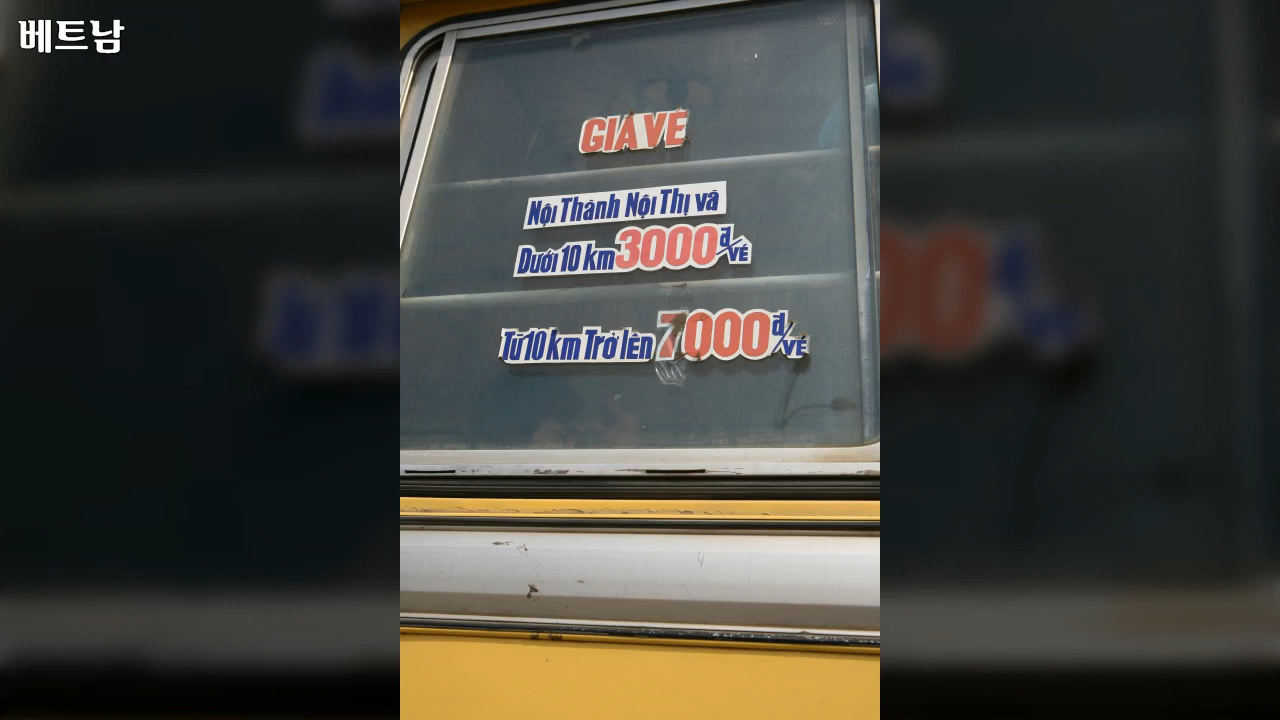 베트남
GIÁ VÉ
Nội Thành Nội Thị và
Dưới 10 km 3000đ/VÉ
Từ 10 km Trở lên 7000đ/VÉ